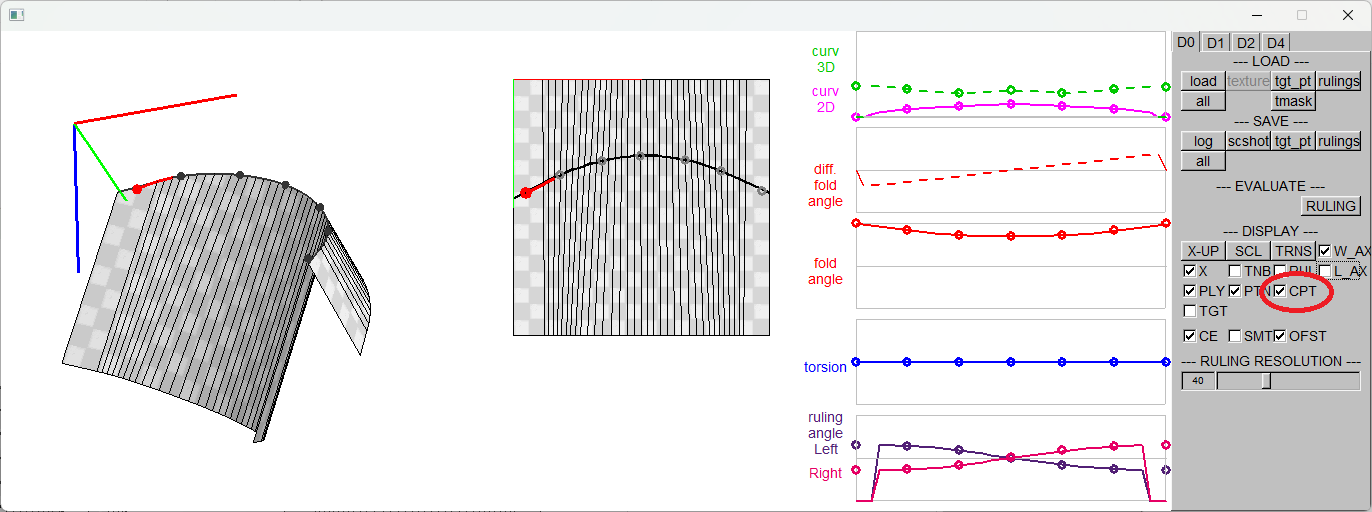 curv
3D
curv
2D
diff.
fold
angle
fold
angle
torsion
ruling
angle
Left
Right
D0 D1 D2 D4
--- LOAD ---
load texture tgt_pt rulings
all tmask
--- SAVE ---
log scshot tgt_pt rulings
all
--- EVALUATE ---
RULING
--- DISPLAY ---
X-UP SCL TRNS W_AX
X TNB RUL L_AX
PLY PTN CPT
TGT
CE SMT OFST
--- RULING RESOLUTION ---
40